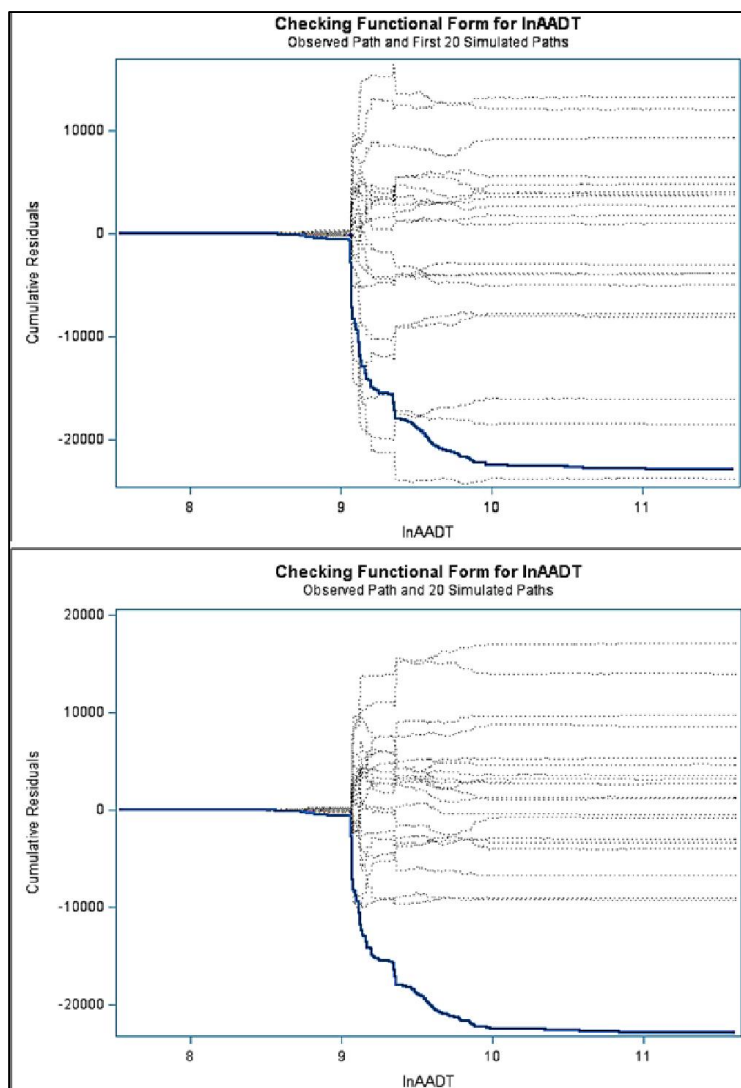 Checking Functional Form for lnAADT
Observed Path and First 20 Simulated Paths
10000
0
-10000
-20000
Cumulative Residuals
8 9 10 11
lnAADT
Checking Functional Form for lnAADT
Observed Path and 20 Simulated Paths
20000
10000
0
-10000
-20000
Cumulative Residuals
8 9 10 11
lnAADT